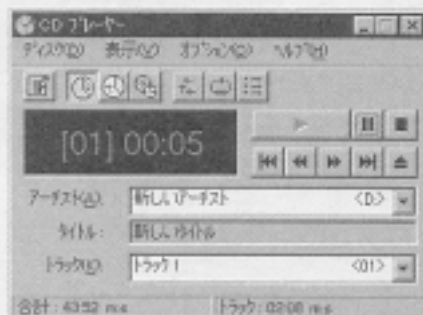 CD プレーヤー
ディスク(D) 表示(V) オプション(O) ヘルプ(H)
[01] 00:05
アーティスト(A): 新しいアーチスト <D:>
タイトル: 新しいタイトル
トラック(K): トラック 1 <01>
合計: 43:52 m:s トラック: 02:08 m:s